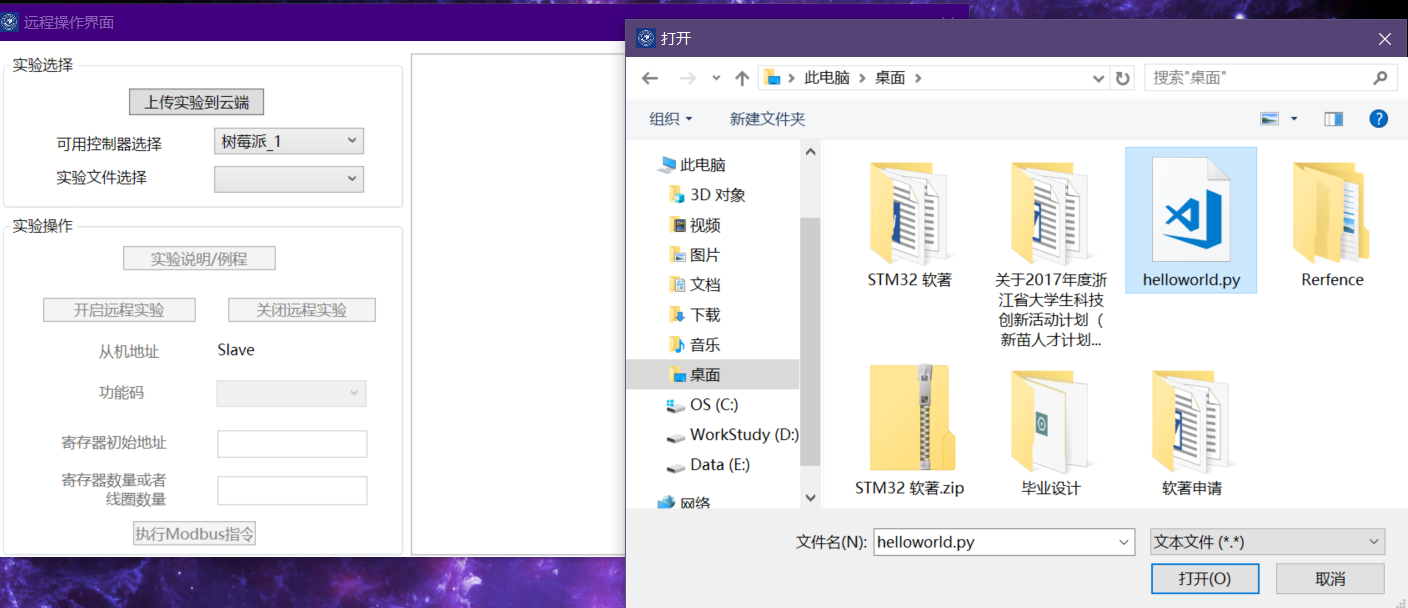 远程操作界面
实验选择
上传实验到云端
可用控制器选择
树莓派_1
实验文件选择
实验操作
实验说明/例程
开启远程实验
关闭远程实验
从机地址
Slave
功能码
寄存器初始地址
寄存器数量或者
线圈数量
执行Modbus指令
打开
此电脑
桌面
搜索"桌面"
组织
新建文件夹
此电脑
3D 对象
视频
图片
文档
下载
音乐
桌面
OS (C:)
WorkStudy (D:)
Data (E:)
网络
STM32 软著
关于2017年度浙
江省大学生科技
创新活动计划（
新苗人才计划...
helloworld.py
Rerfence
STM32 软著.zip
毕业设计
软著申请
文件名(N):
helloworld.py
文本文件 (*.*)
打开(O)
取消